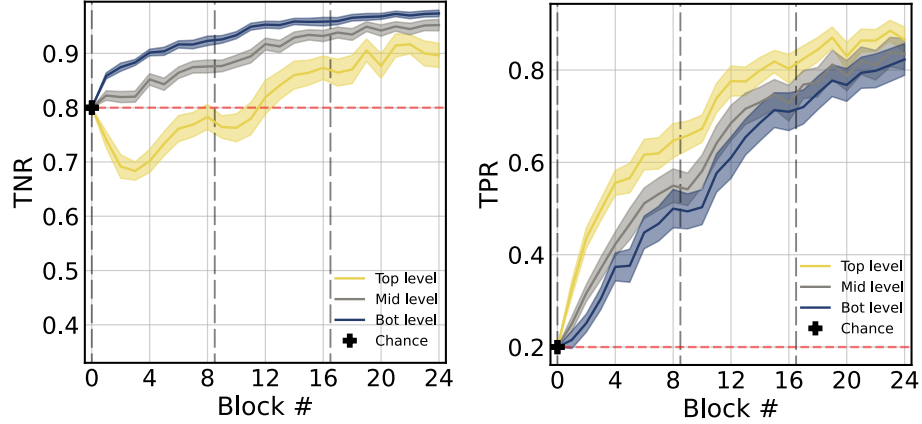 TNR
0.9
0.8
0.7
0.6
0.5
0.4
Top level
Mid level
Bot level
Chance
0 4 8 12 16 20 24
Block #
TPR
0.8
0.6
0.4
0.2
Top level
Mid level
Bot level
Chance
0 4 8 12 16 20 24
Block #